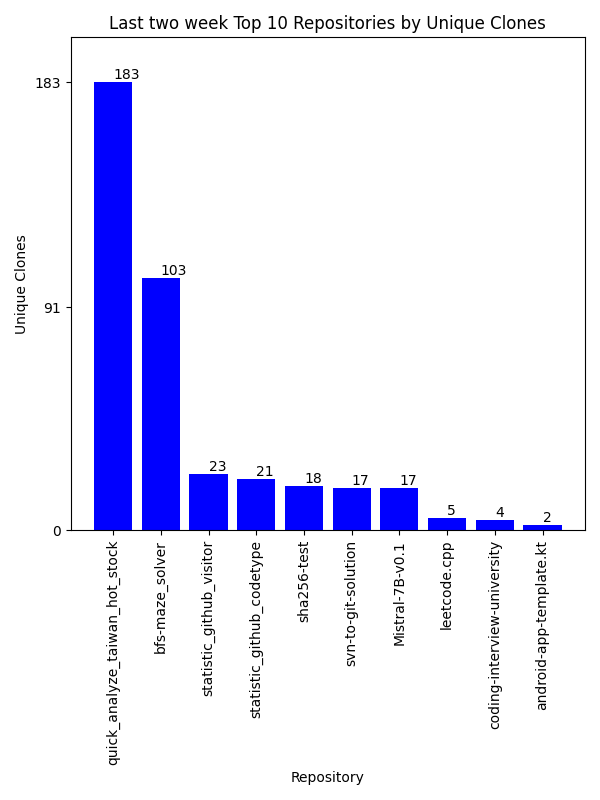 Last two week Top 10 Repositories by Unique Clones
Unique Clones
183
91
0
183
103
23
21
18
17
17
5
4
2
quick_analyze_taiwan_hot_stock
bfs-maze_solver
statistic_github_visitor
statistic_github_codetype
sha256-test
svn-to-git-solution
Mistral-7B-v0.1
leetcode.cpp
coding-interview-university
android-app-template.kt
Repository